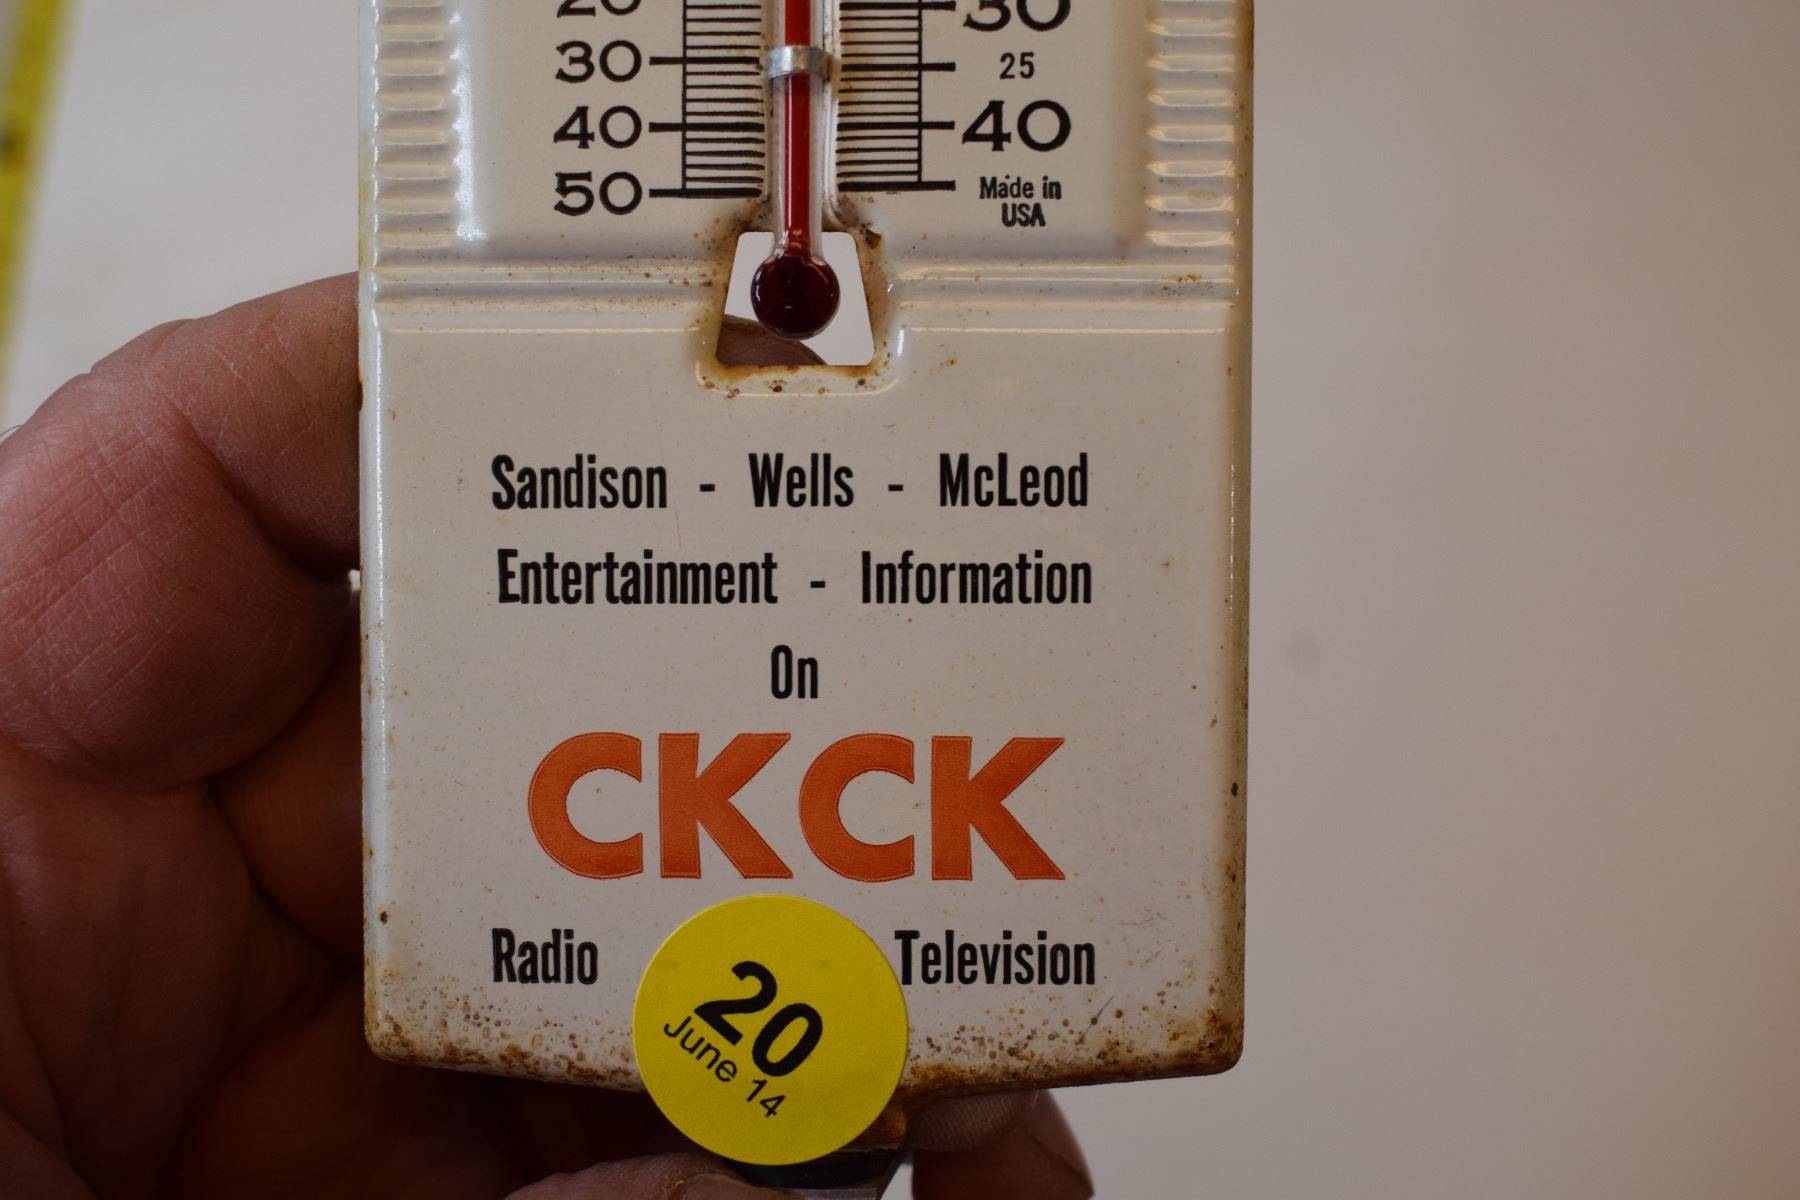 20 30
30 25
40 40
50 Made in
USA
Sandison - Wells - McLeod
Entertainment - Information
On
CKCK
Radio Television
20
June 14